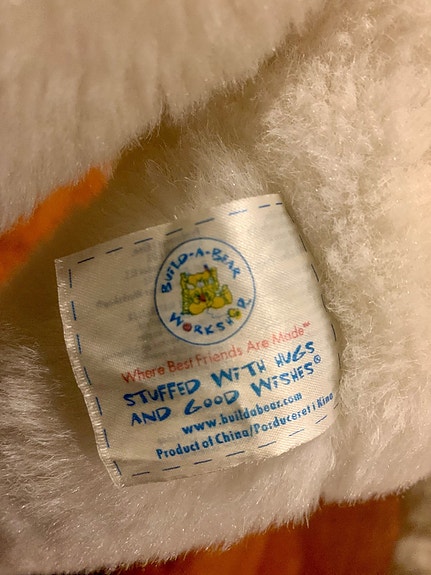 BUILD-A-BEAR
WORKSHOP
Where Best Friends Are Made℠
STUFFED WITH HUGS
AND GOOD WISHES®
www.buildabear.com
Product of China/Porduceret i Kina